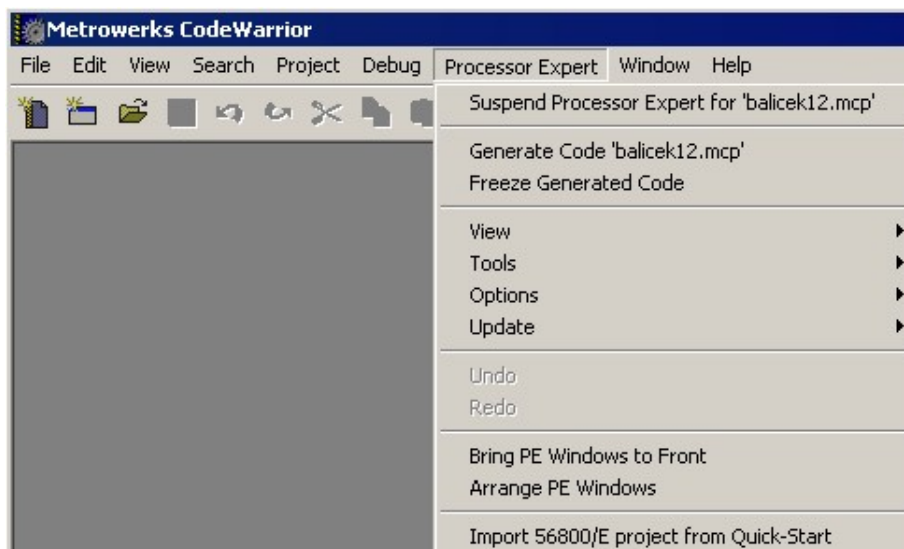 Metrowerks CodeWarrior
File Edit View Search Project Debug Processor Expert Window Help
Suspend Processor Expert for 'balicek12.mcp'
Generate Code 'balicek12.mcp'
Freeze Generated Code
View
Tools
Options
Update
Undo
Redo
Bring PE Windows to Front
Arrange PE Windows
Import 56800/E project from Quick-Start